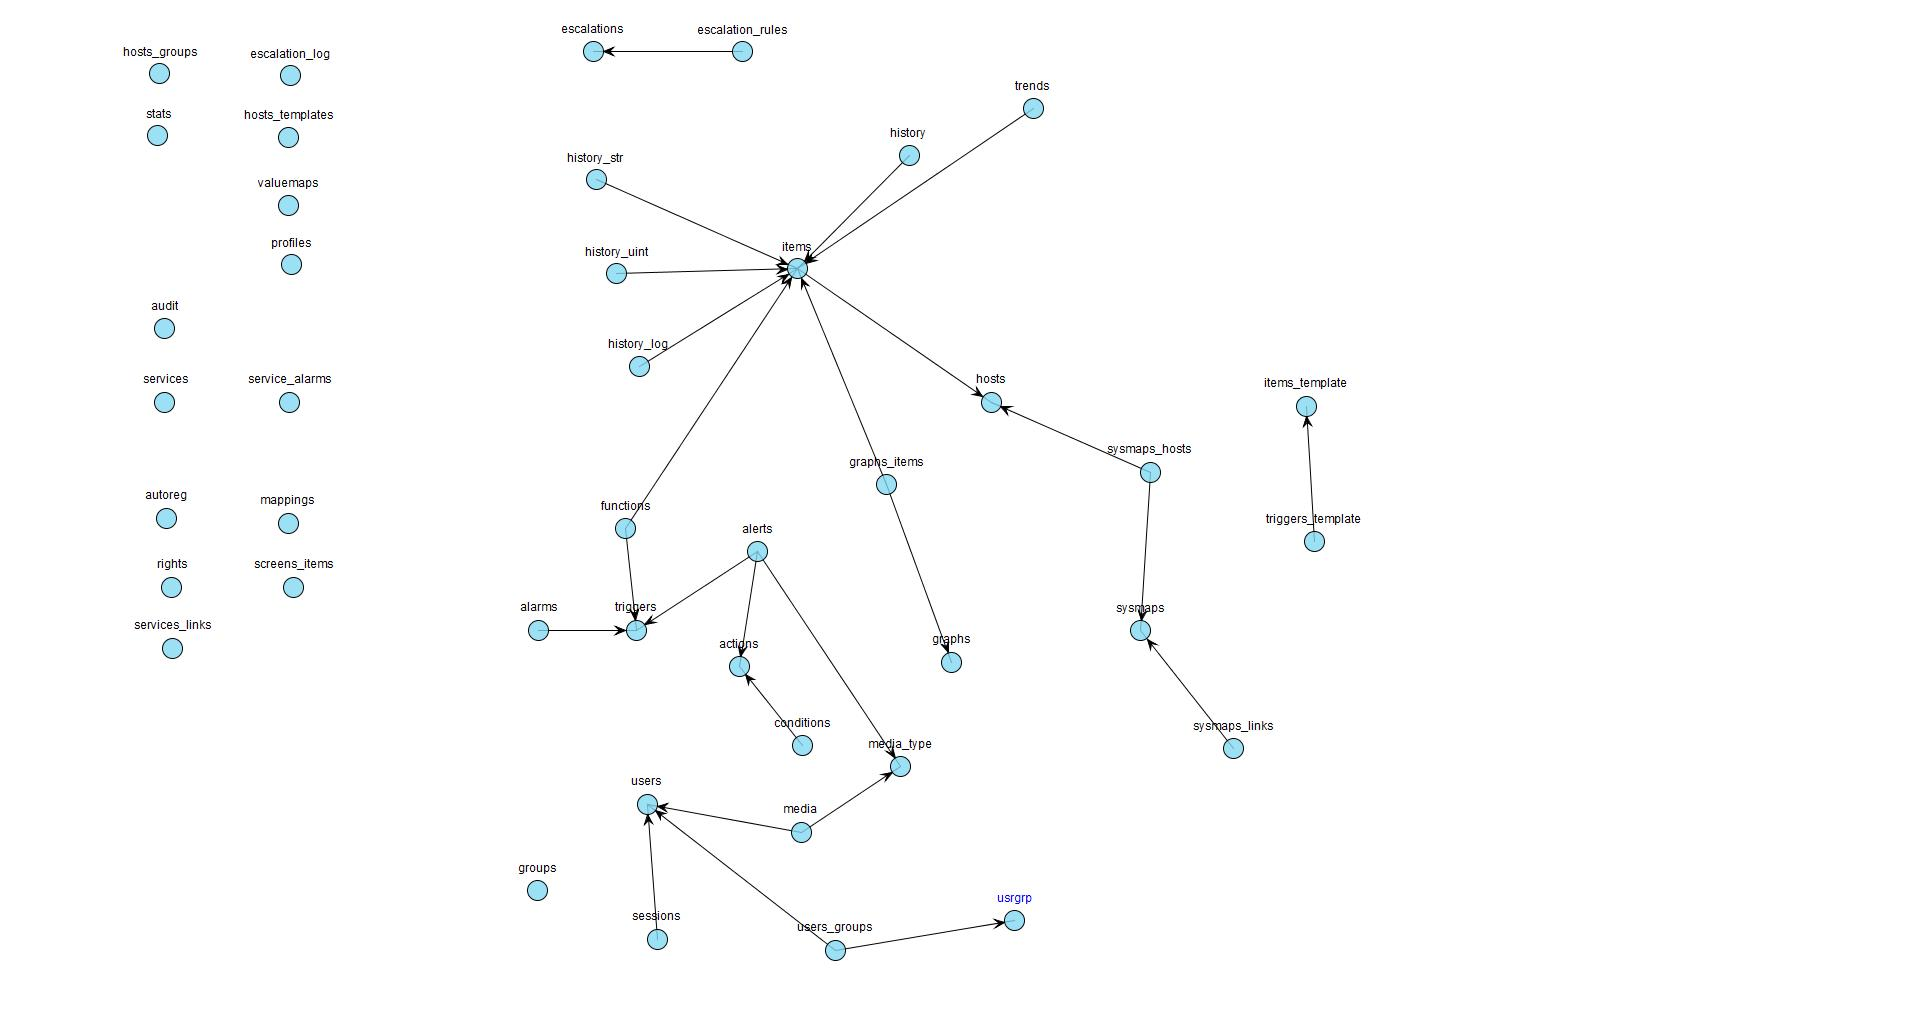 escalations
escalation_rules
hosts_groups
escalation_log
trends
stats
hosts_templates
history
history_str
valuemaps
profiles
items
history_uint
audit
history_log
services
service_alarms
hosts
items_template
sysmaps_hosts
graphs_items
autoreg
mappings
functions
triggers_template
alerts
rights
screens_items
alarms
triggers
sysmaps
services_links
actions
graphs
conditions
sysmaps_links
media_type
users
media
groups
usrgrp
sessions
users_groups